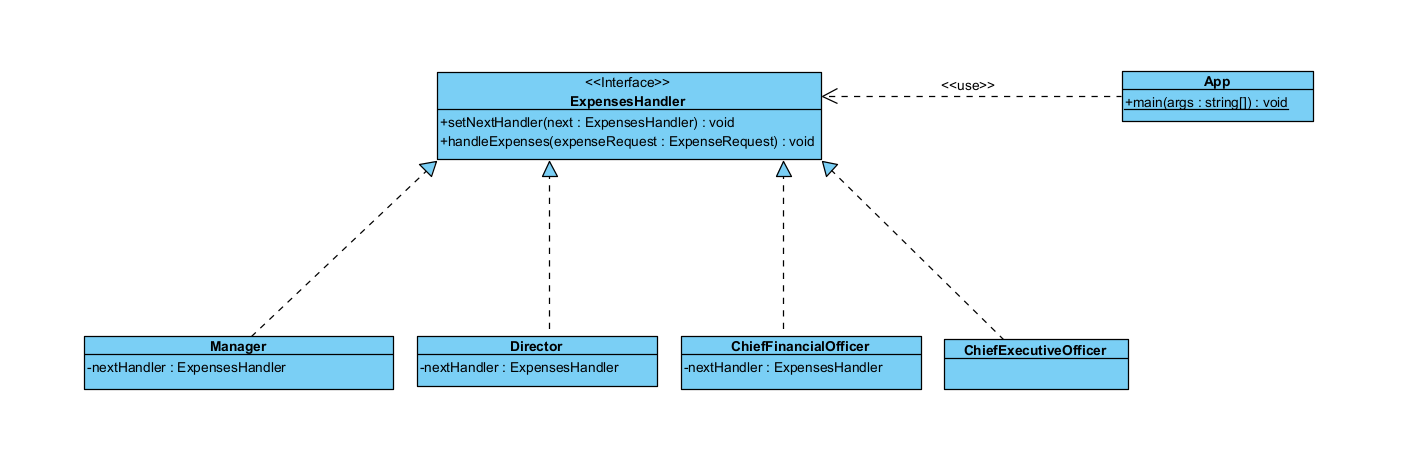 <<Interface>>
ExpensesHandler
+setNextHandler(next : ExpensesHandler) : void
+handleExpenses(expenseRequest : ExpenseRequest) : void
<<use>>
App
+main(args : string[]) : void
Manager
-nextHandler : ExpensesHandler
Director
-nextHandler : ExpensesHandler
ChiefFinancialOfficer
-nextHandler : ExpensesHandler
ChiefExecutiveOfficer